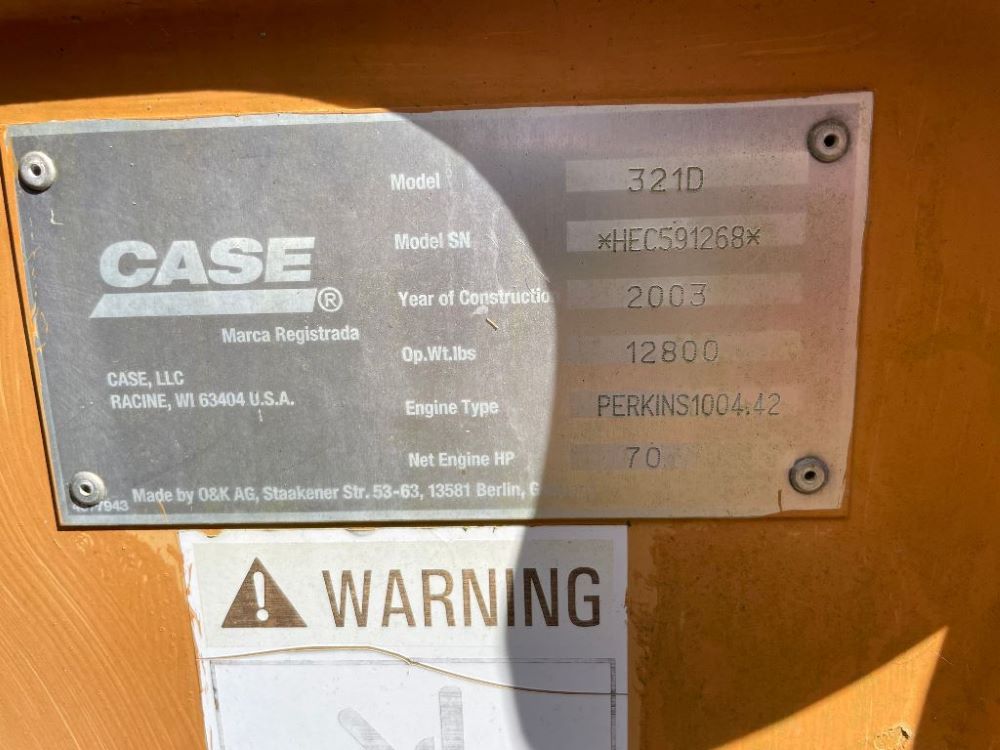 CASE®
Marca Registrada
CASE, LLC
RACINE, WI 63404 U.S.A.
Model 321D
Model SN *HEC591268*
Year of Construction 2003
Op.Wt.lbs 12800
Engine Type PERKINS1004.42
Net Engine HP 70
Made by O&K AG, Staakener Str. 53-63, 13581 Berlin,
WARNING